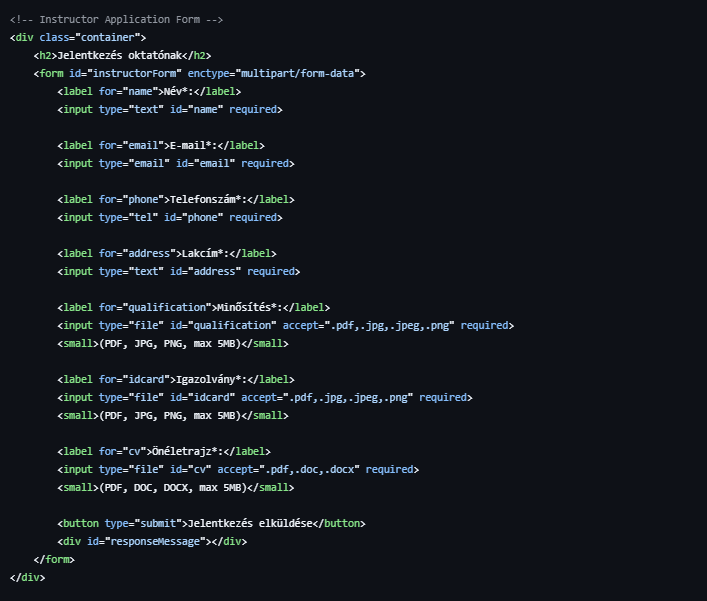 <!-- Instructor Application Form -->
<div class="container">
<h2>Jelentkezés oktatónak</h2>
<form id="instructorForm" enctype="multipart/form-data">
<label for="name">Név*:</label>
<input type="text" id="name" required>
<label for="email">E-mail*:</label>
<input type="email" id="email" required>
<label for="phone">Telefonszám*:</label>
<input type="tel" id="phone" required>
<label for="address">Lakcím*:</label>
<input type="text" id="address" required>
<label for="qualification">Minősítés*:</label>
<input type="file" id="qualification" accept=".pdf,.jpg,.jpeg,.png" required>
<small>(PDF, JPG, PNG, max 5MB)</small>
<label for="idcard">Igazolvány*:</label>
<input type="file" id="idcard" accept=".pdf,.jpg,.jpeg,.png" required>
<small>(PDF, JPG, PNG, max 5MB)</small>
<label for="cv">Önéletrajz*:</label>
<input type="file" id="cv" accept=".pdf,.doc,.docx" required>
<small>(PDF, DOC, DOCX, max 5MB)</small>
<button type="submit">Jelentkezés elküldése</button>
<div id="responseMessage"></div>
</form>
</div>